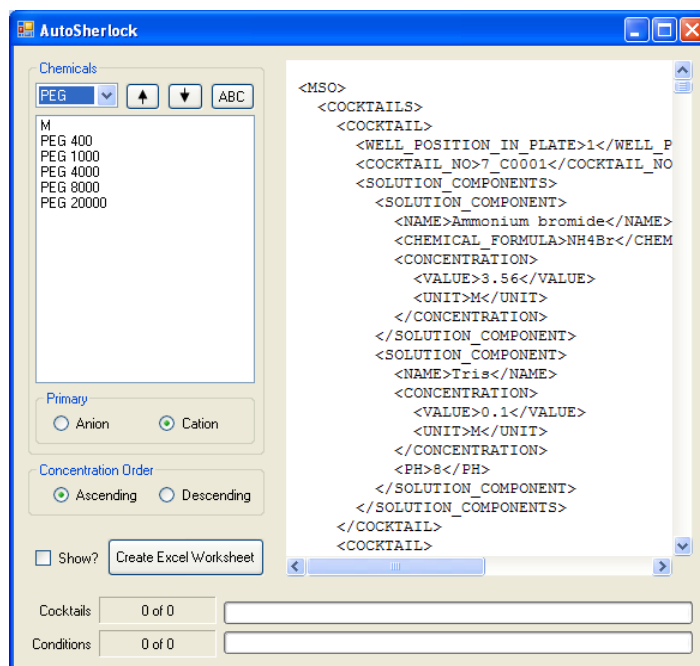 AutoSherlock
Chemicals
PEG
ABC
M
PEG 400
PEG 1000
PEG 4000
PEG 8000
PEG 20000
Primary
Anion
Cation
Concentration Order
Ascending
Descending
Show?
Create Excel Worksheet
<MSO>
<COCKTAILS>
<COCKTAIL>
<WELL_POSITION_IN_PLATE>1</WELL_P
<COCKTAIL_NO>7_C0001</COCKTAIL_NO
<SOLUTION_COMPONENTS>
<SOLUTION_COMPONENT>
<NAME>Ammonium bromide</NAME>
<CHEMICAL_FORMULA>NH4Br</CHEM
<CONCENTRATION>
<VALUE>3.56</VALUE>
<UNIT>M</UNIT>
</CONCENTRATION>
</SOLUTION_COMPONENT>
<SOLUTION_COMPONENT>
<NAME>Tris</NAME>
<CONCENTRATION>
<VALUE>0.1</VALUE>
<UNIT>M</UNIT>
</CONCENTRATION>
<PH>8</PH>
</SOLUTION_COMPONENT>
</SOLUTION_COMPONENTS>
</COCKTAIL>
<COCKTAIL>
Cocktails 0 of 0
Conditions 0 of 0